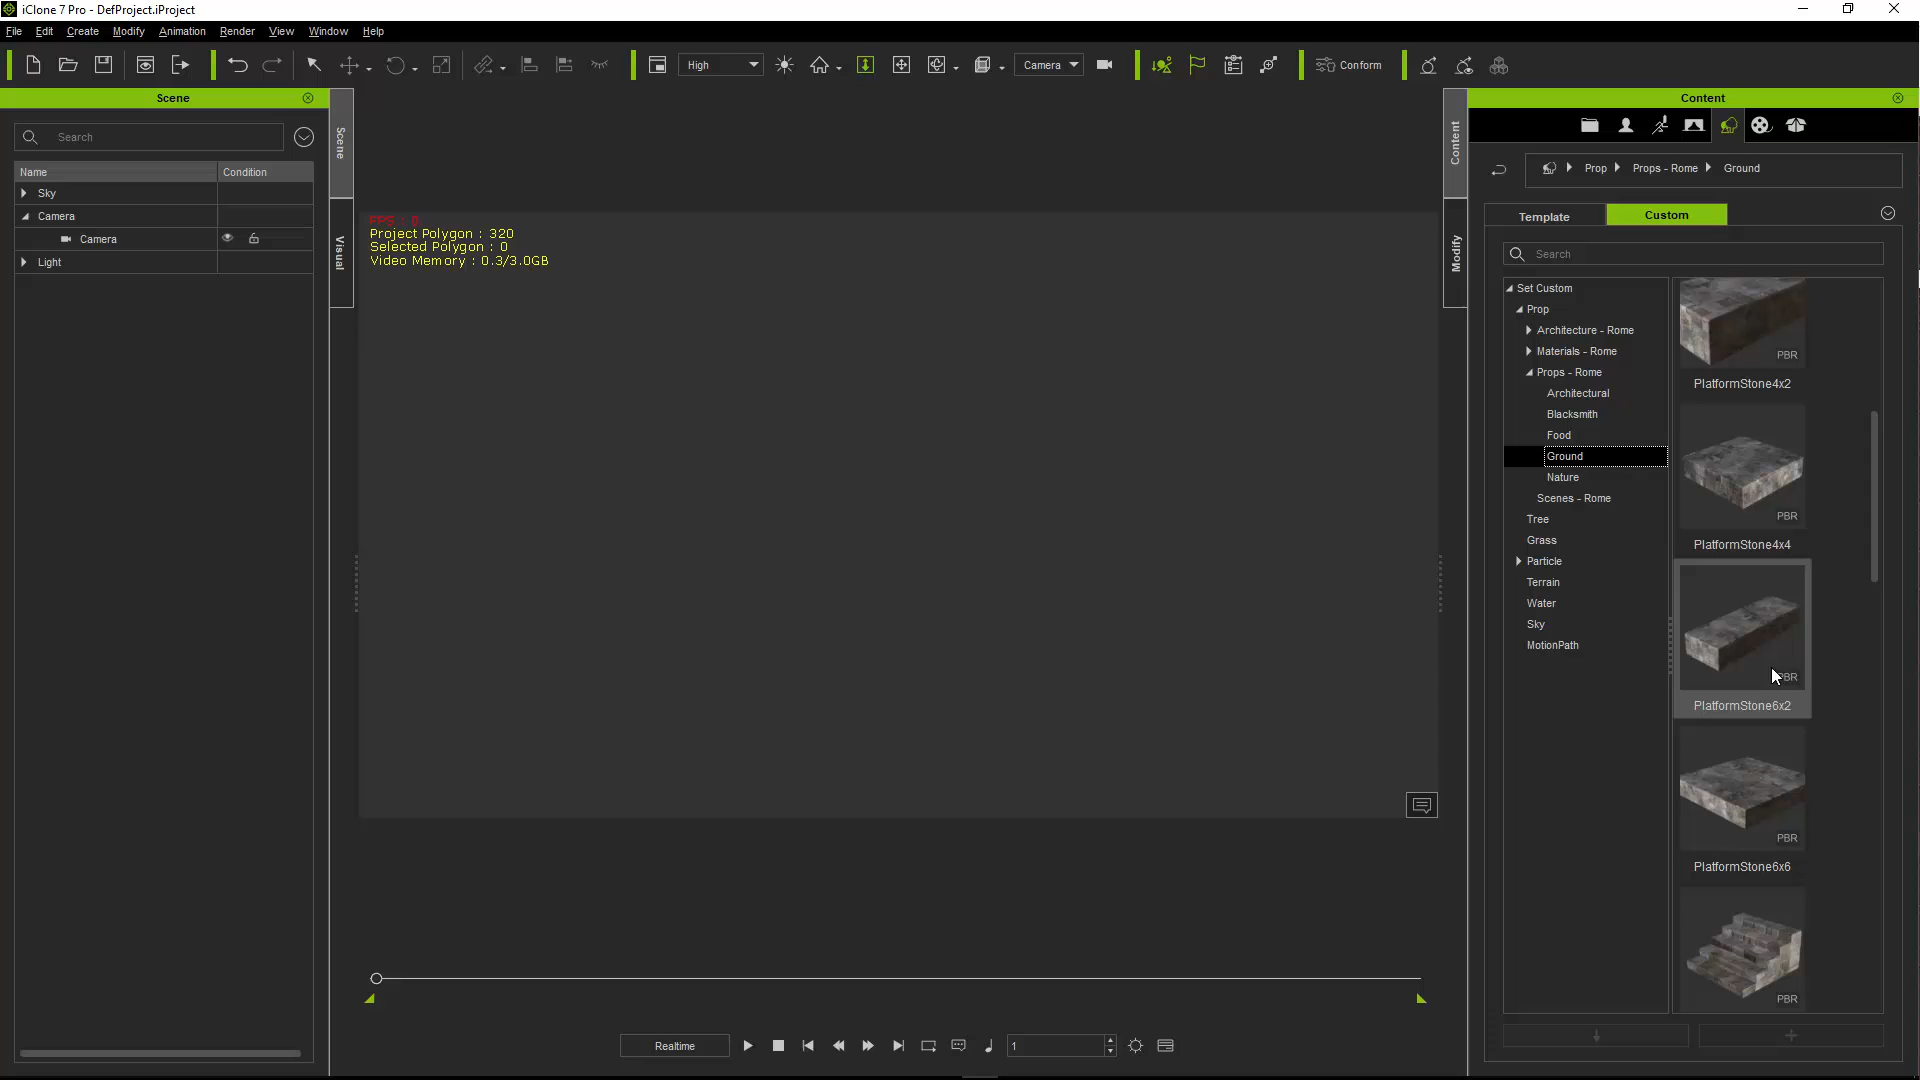 iClone 7 Pro - DefProject.iProject
File Edit Create Modify Animation Render View Window Help
High
Camera
Conform
Scene
Search
Name Condition
Sky
Camera
Camera
Light
Scene
Visual
FPS : 0
Project Polygon : 320
Selected Polygon : 0
Video Memory : 0.3/3.0GB
Realtime
1
Content
Modify
Content
Prop Props - Rome Ground
Template Custom
Search
Set Custom
Prop
Architecture - Rome
Materials - Rome
Props - Rome
Architectural
Blacksmith
Food
Ground
Nature
Scenes - Rome
Tree
Grass
Particle
Terrain
Water
Sky
MotionPath
PBR
PlatformStone4x2
PBR
PlatformStone4x4
PBR
PlatformStone6x2
PBR
PlatformStone6x6
PBR